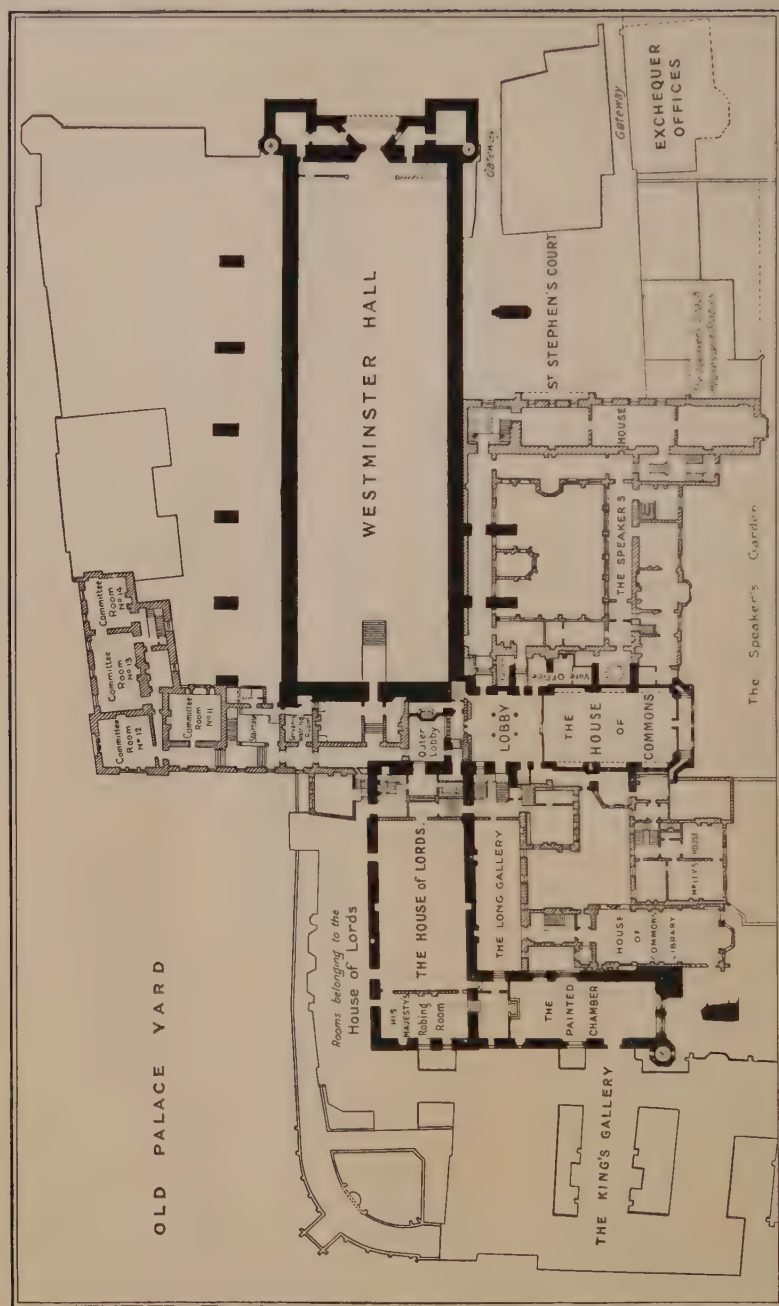 OLD PALACE YARD
Committee
Room
Nº 14
Committee
Room
Nº 13
Committee
Room
Nº 12
Committee
Room
Nº 11
Staircase
WESTMINSTER HALL
Gateway
Gateway
EXCHEQUER
OFFICES
ST STEPHEN'S COURT
THE SPEAKER'S
HOUSE
The Speaker's Garden
Vote Office
Outer
Lobby
LOBBY
THE
HOUSE
OF
COMMONS
Rooms belonging to the
House of Lords
THE HOUSE of LORDS.
HIS
MAJESTY'S
Robing
Room
THE LONG GALLERY
THE
PAINTED
CHAMBER
HOUSE
OF
COMMONS
LIBRARY
HOUSE
THE KING'S GALLERY